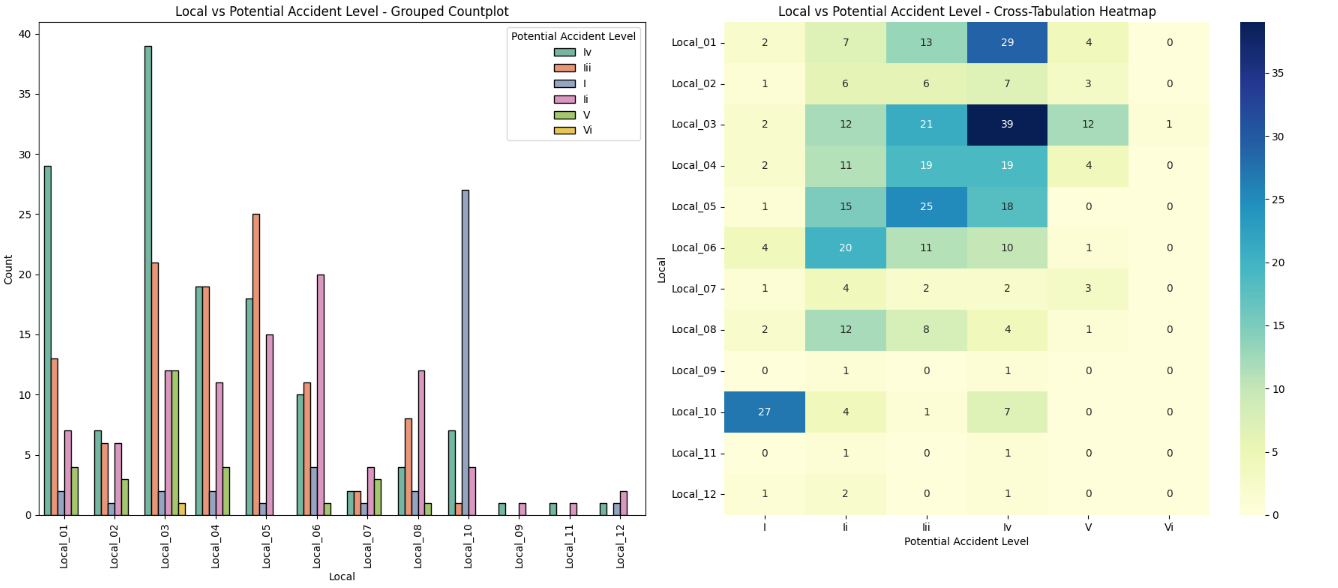 Local vs Potential Accident Level - Grouped Countplot
Count
40
35
30
25
20
15
10
5
0
Potential Accident Level
Iv
Iii
I
Ii
V
Vi
Local_01
Local_02
Local_03
Local_04
Local_05
Local_06
Local_07
Local_08
Local_10
Local_09
Local_11
Local_12
Local
Local vs Potential Accident Level - Cross-Tabulation Heatmap
Local
Local_01 2 7 13 29 4 0
Local_02 1 6 6 7 3 0
Local_03 2 12 21 39 12 1
Local_04 2 11 19 19 4 0
Local_05 1 15 25 18 0 0
Local_06 4 20 11 10 1 0
Local_07 1 4 2 2 3 0
Local_08 2 12 8 4 1 0
Local_09 0 1 0 1 0 0
Local_10 27 4 1 7 0 0
Local_11 0 1 0 1 0 0
Local_12 1 2 0 1 0 0
I Ii Iii Iv V Vi
Potential Accident Level
35
30
25
20
15
10
5
0